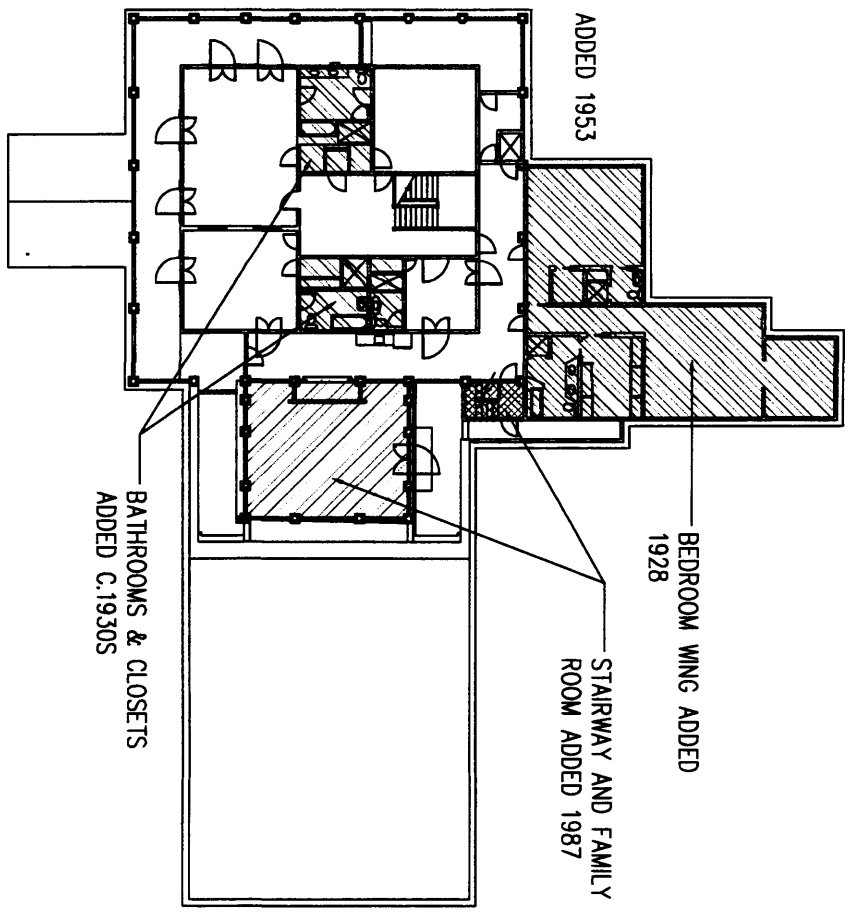 ADDED 1953
BEDROOM WING ADDED
1928
STAIRWAY AND FAMILY
ROOM ADDED 1987
BATHROOMS & CLOSETS
ADDED C.1930S